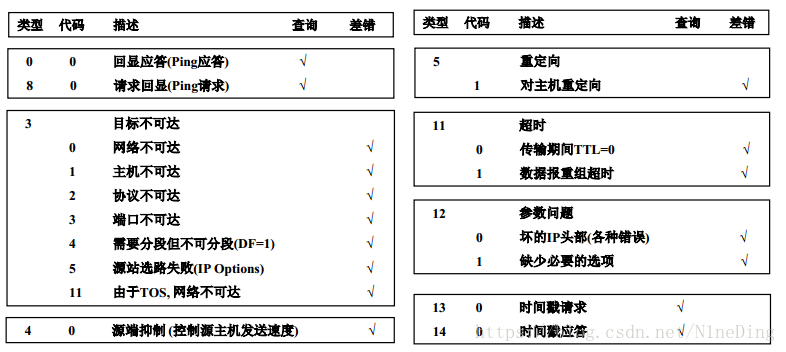 类型 代码 描述 查询 差错
0 0 回显应答(Ping应答) √
8 0 请求回显(Ping请求) √
3 目标不可达
0 网络不可达 √
1 主机不可达 √
2 协议不可达 √
3 端口不可达 √
4 需要分段但不可分段(DF=1) √
5 源站选路失败(IP Options) √
11 由于TOS, 网络不可达 √
4 0 源端抑制 (控制源主机发送速度) √
类型 代码 描述 查询 差错
5 重定向
1 对主机重定向 √
11 超时
0 传输期间TTL=0 √
1 数据报重组超时 √
12 参数问题
0 坏的IP头部(各种错误) √
1 缺少必要的选项 √
13 0 时间戳请求 √
14 0 时间戳应答 √
https://blog.csdn.net/N1neDing